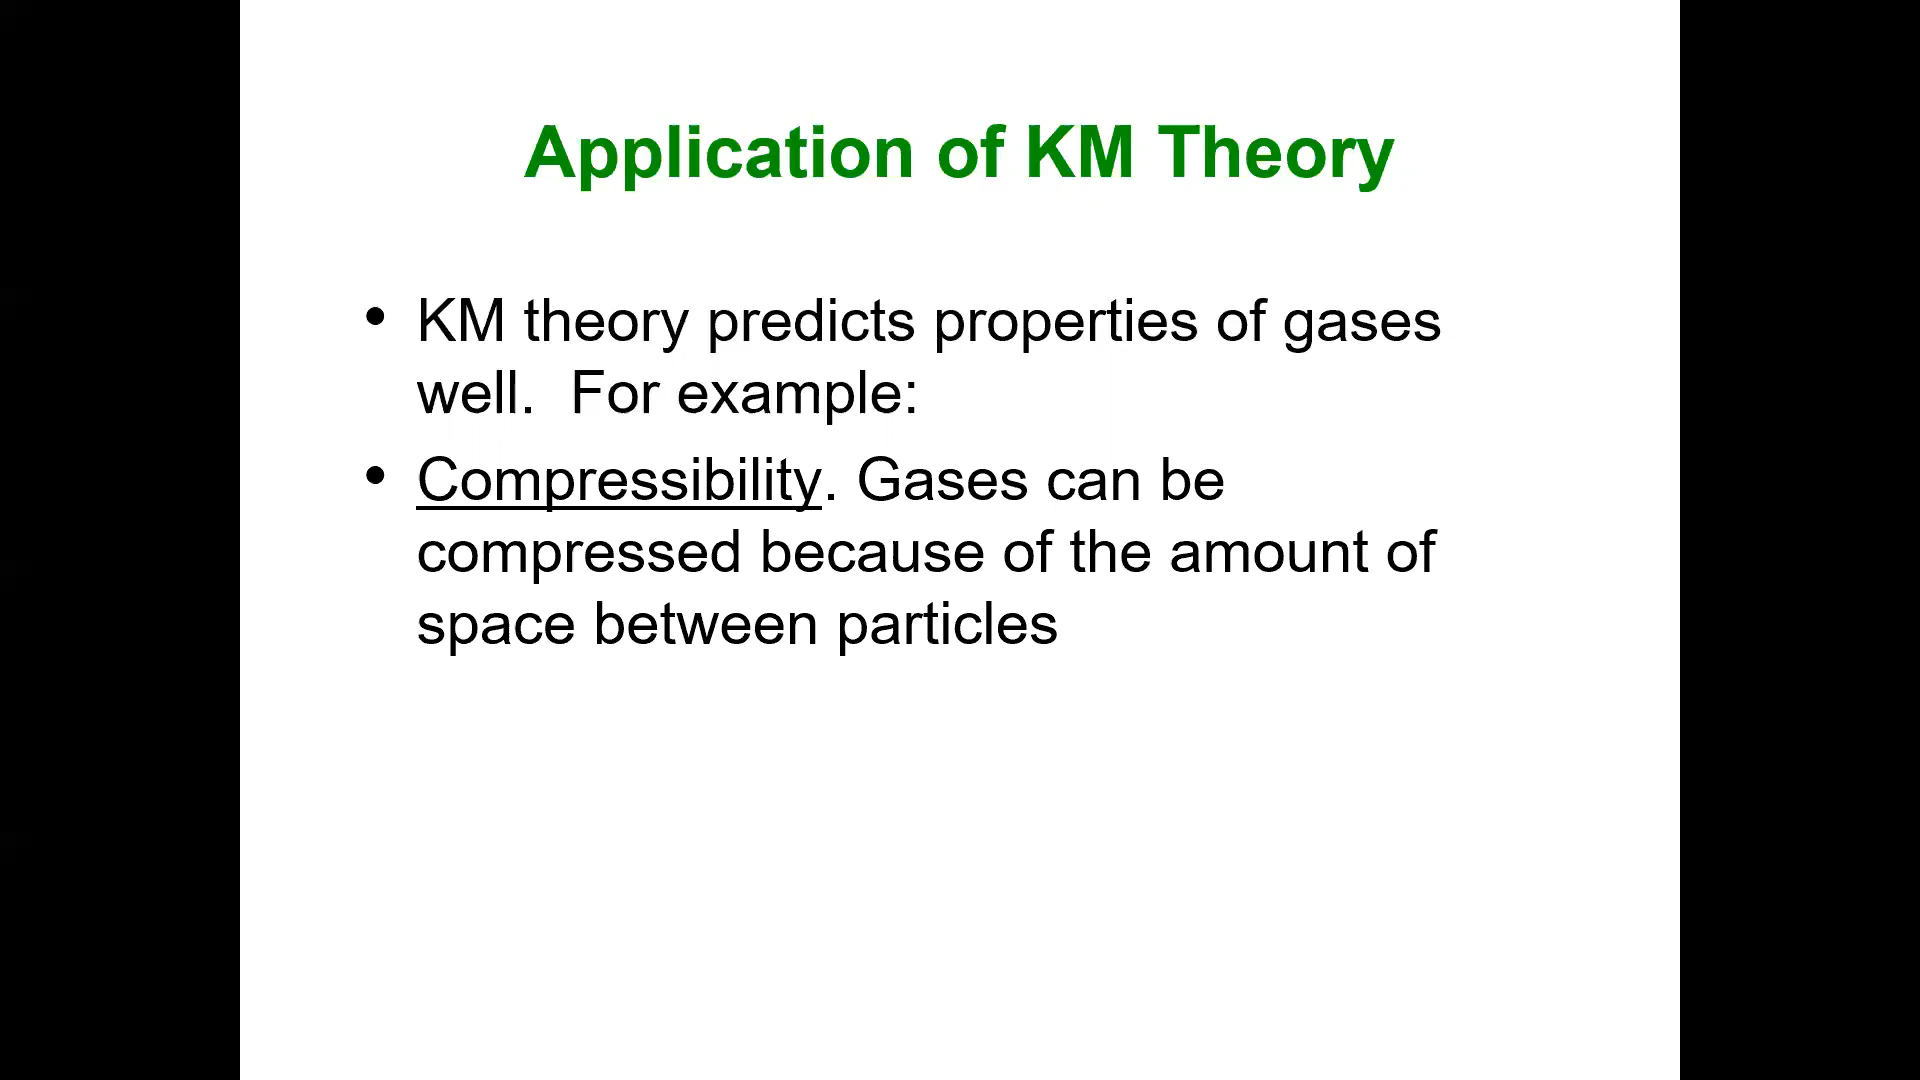 Application of KM Theory
• KM theory predicts properties of gases
well.  For example:
• Compressibility. Gases can be
compressed because of the amount of
space between particles